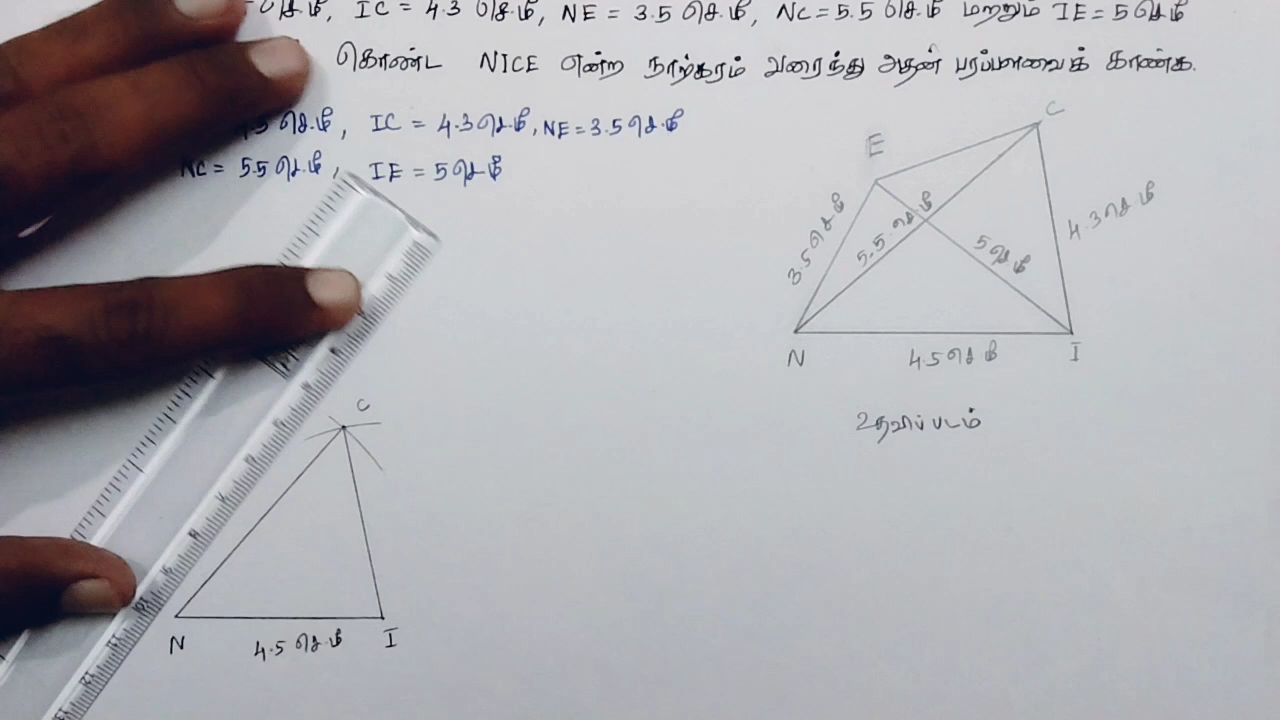 செ.மீ, IC = 4.3 செ.மீ, NE = 3.5 செ.மீ, NC = 5.5 செ.மீ மற்றும் IE = 5 செ.மீ
கொண்ட NICE என்ற நாற்கரம் வரைந்து அதன் பரப்பளவைக் காண்க.
செ.மீ, IC = 4.3 செ.மீ, NE = 3.5 செ.மீ
NC = 5.5 செ.மீ, IE = 5 செ.மீ
C
E
3.5 செ.மீ
5.5 செ.மீ
5 செ.மீ
4.3 செ.மீ
N 4.5 செ.மீ I
உதவிப்படம்
C
N 4.5 செ.மீ I